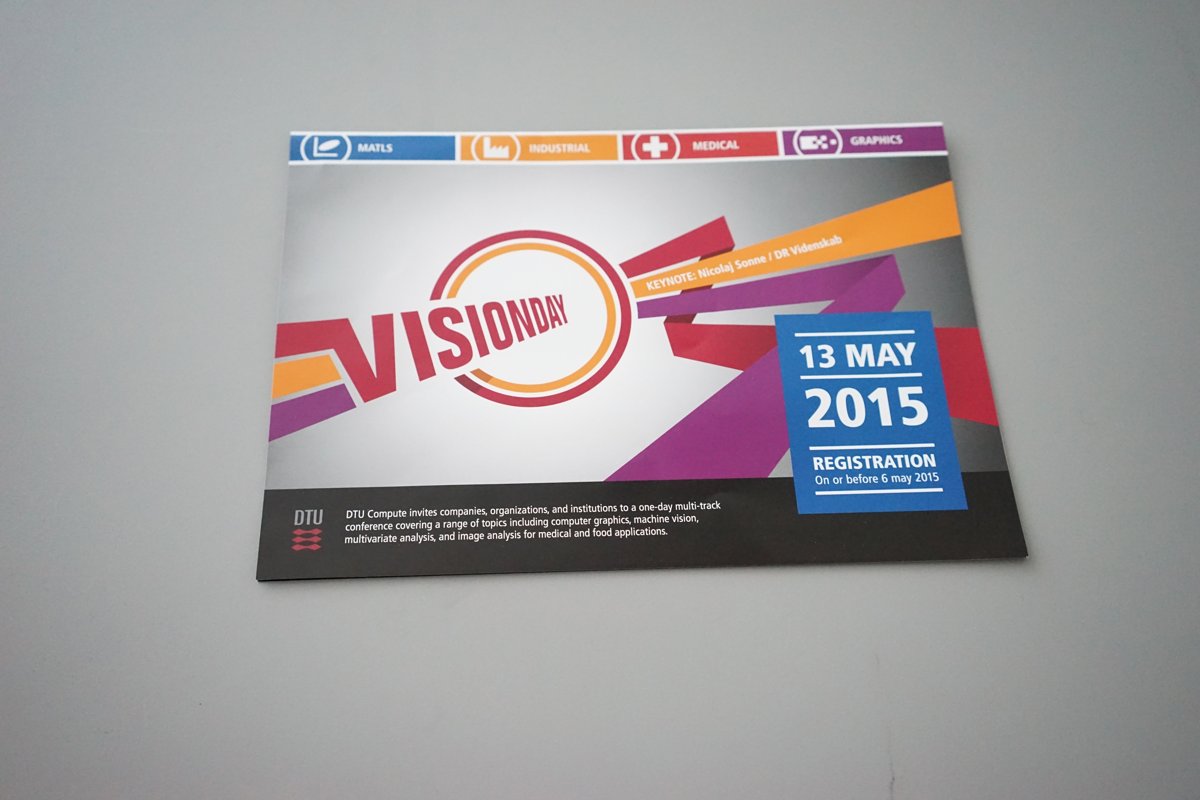 MATLS
INDUSTRIAL
MEDICAL
GRAPHICS
VISIONDAY
KEYNOTE: Nicolaj Sonne / DR Videnskab
13 MAY
2015
REGISTRATION
On or before 6 may 2015
DTU
DTU Compute invites companies, organizations, and institutions to a one-day multi-track
conference covering a range of topics including computer graphics, machine vision,
multivariate analysis, and image analysis for medical and food applications.